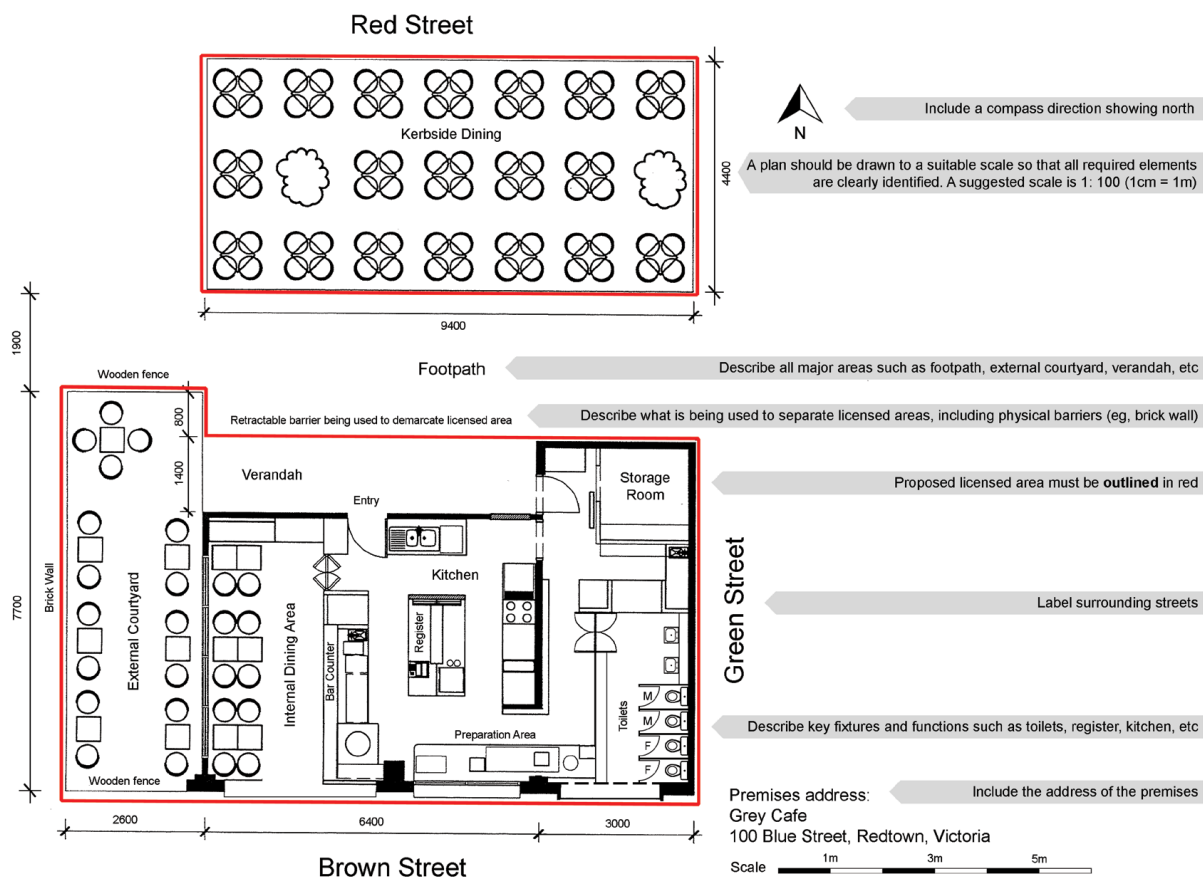 Red Street
Kerbside Dining
4400
9400
N
Include a compass direction showing north
A plan should be drawn to a suitable scale so that all required elements
are clearly identified. A suggested scale is 1: 100 (1cm = 1m)
1900
Wooden fence
Footpath
Describe all major areas such as footpath, external courtyard, verandah, etc
800
Retractable barrier being used to demarcate licensed area
Describe what is being used to separate licensed areas, including physical barriers (eg, brick wall)
1400
Verandah
Entry
Storage
Room
Proposed licensed area must be outlined in red
7700
Brick Wall
External Courtyard
Internal Dining Area
Bar Counter
Kitchen
Register
Green Street
Label surrounding streets
Toilets
M
M
F
F
Preparation Area
Describe key fixtures and functions such as toilets, register, kitchen, etc
Wooden fence
Include the address of the premises
Premises address:
Grey Cafe
100 Blue Street, Redtown, Victoria
2600
6400
3000
Brown Street
Scale
1m
3m
5m